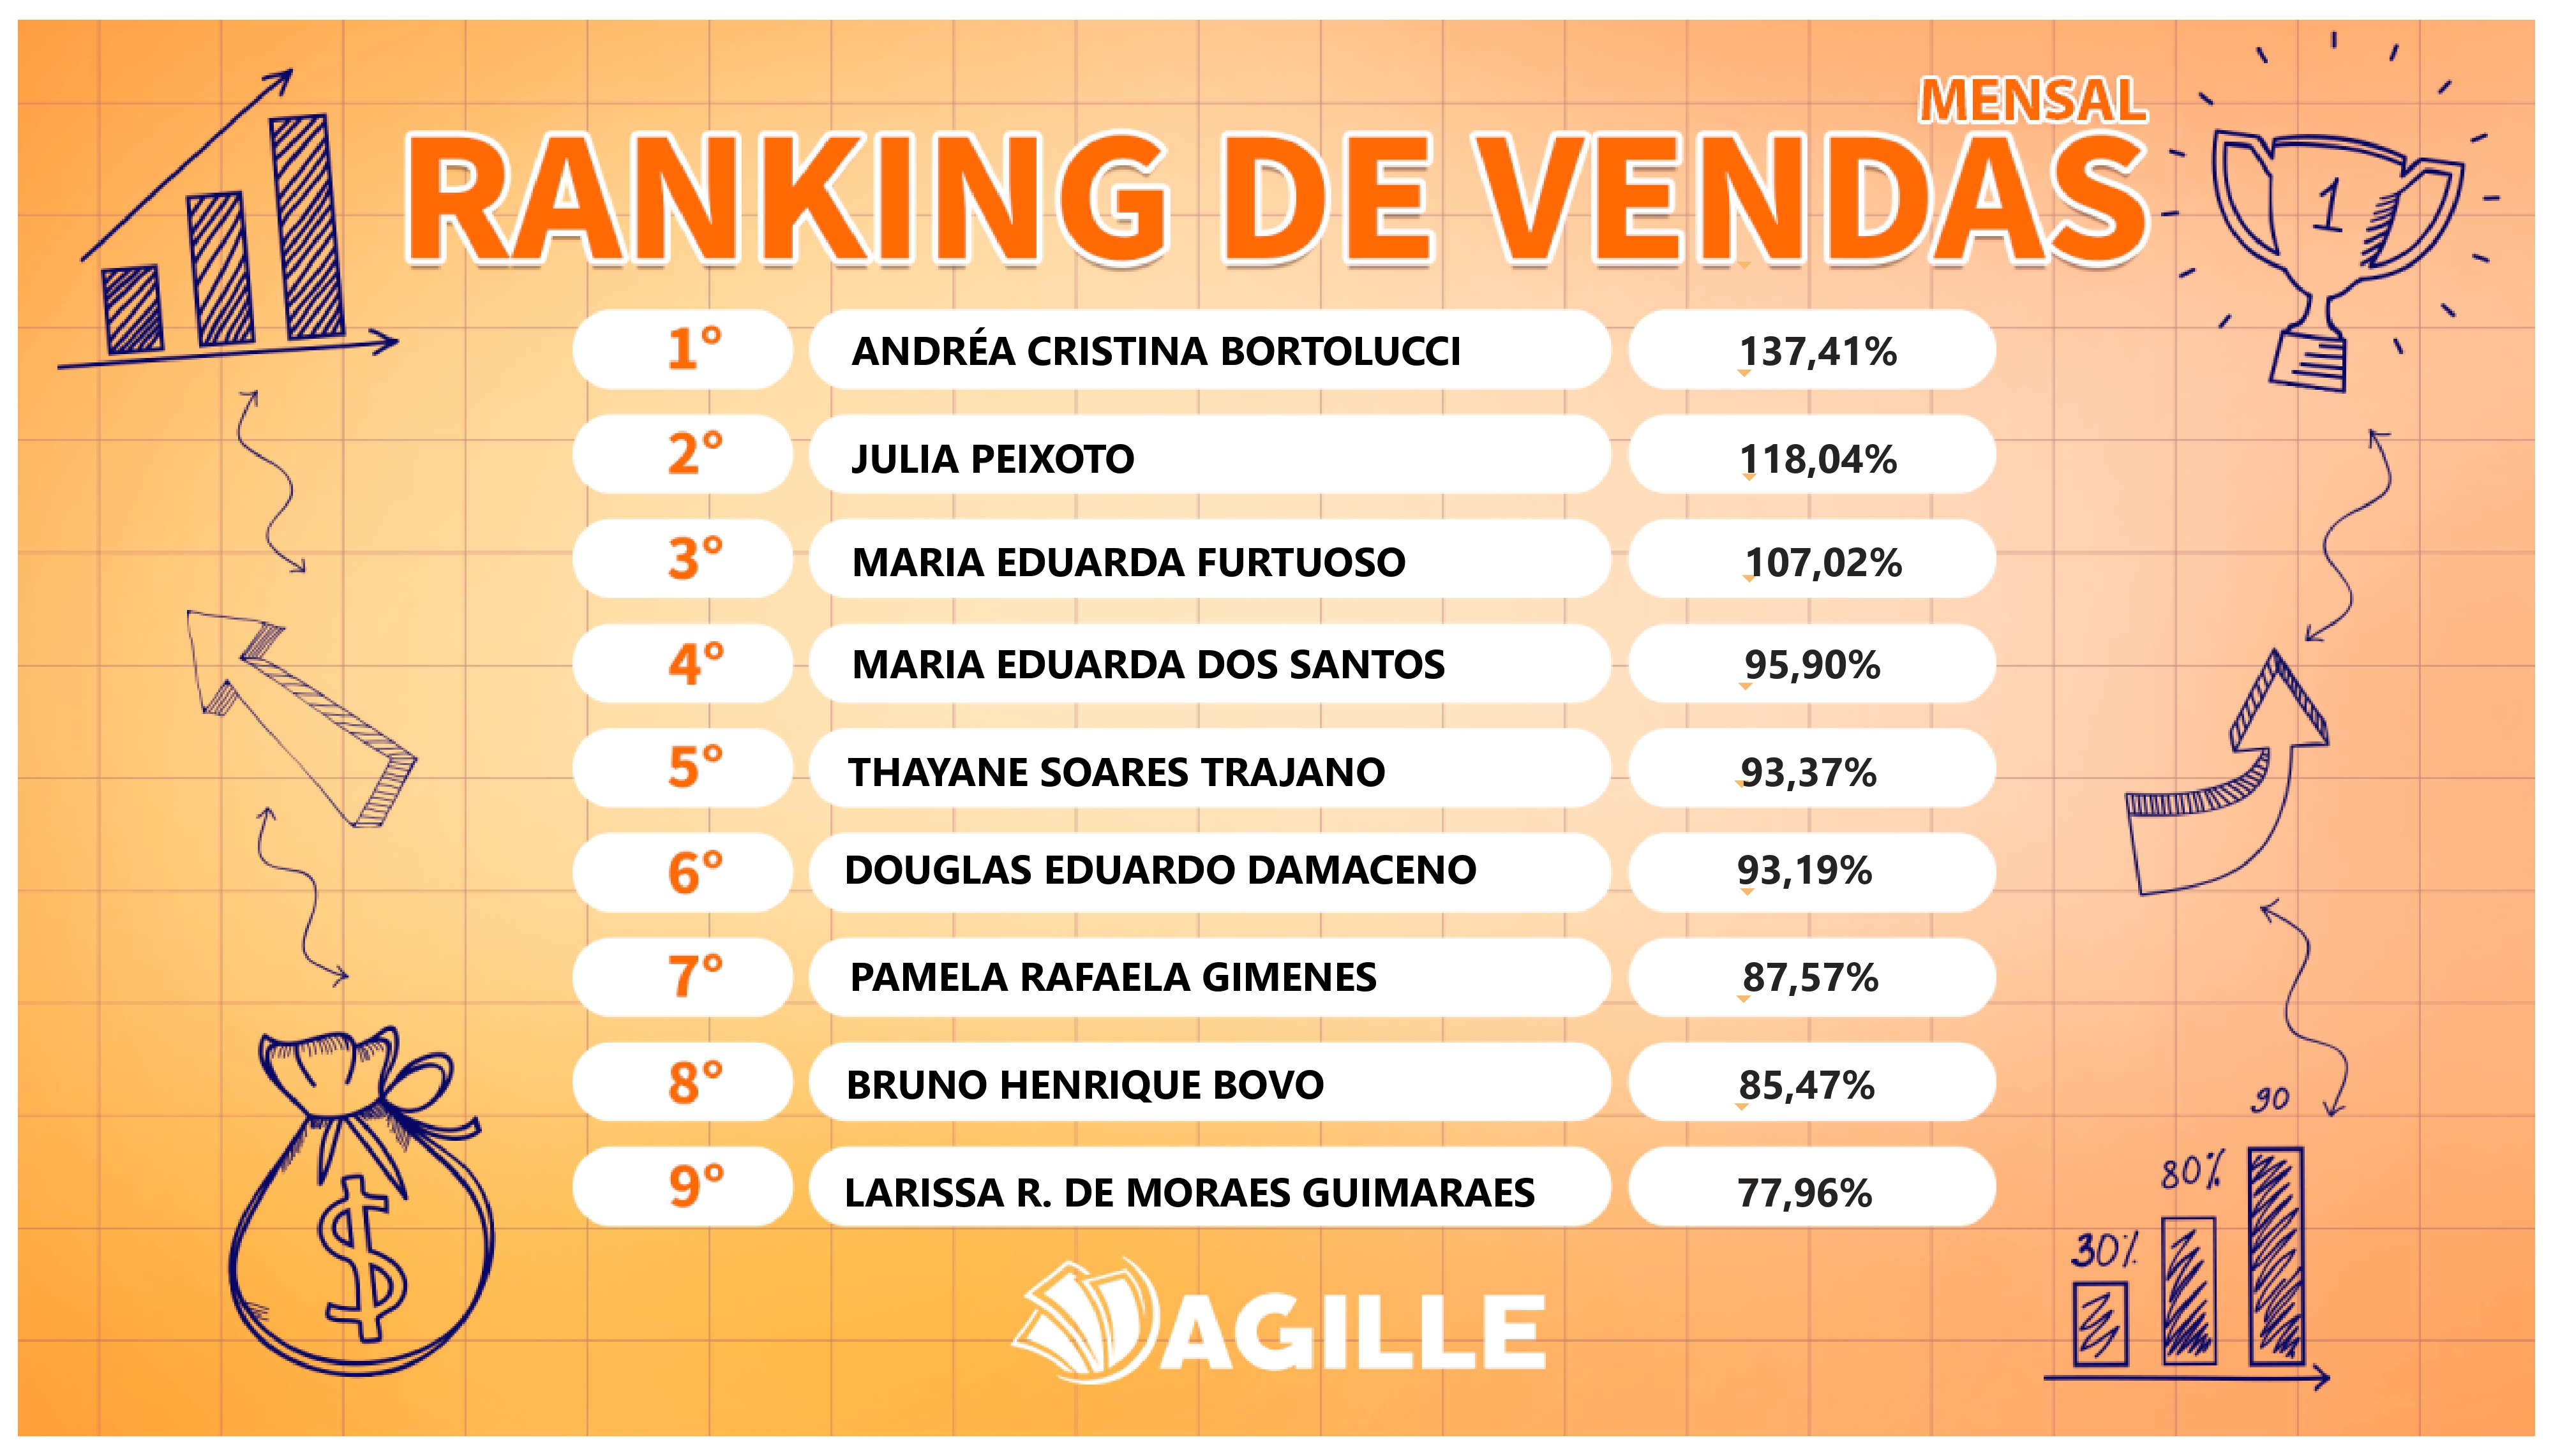 MENSAL
RANKING DE VENDAS
1
1° ANDRÉA CRISTINA BORTOLUCCI 137,41%
2° JULIA PEIXOTO 118,04%
3° MARIA EDUARDA FURTUOSO 107,02%
4° MARIA EDUARDA DOS SANTOS 95,90%
5° THAYANE SOARES TRAJANO 93,37%
6° DOUGLAS EDUARDO DAMACENO 93,19%
7° PAMELA RAFAELA GIMENES 87,57%
8° BRUNO HENRIQUE BOVO 85,47%
9° LARISSA R. DE MORAES GUIMARAES 77,96%
90
80%
30%
$
AGILLE